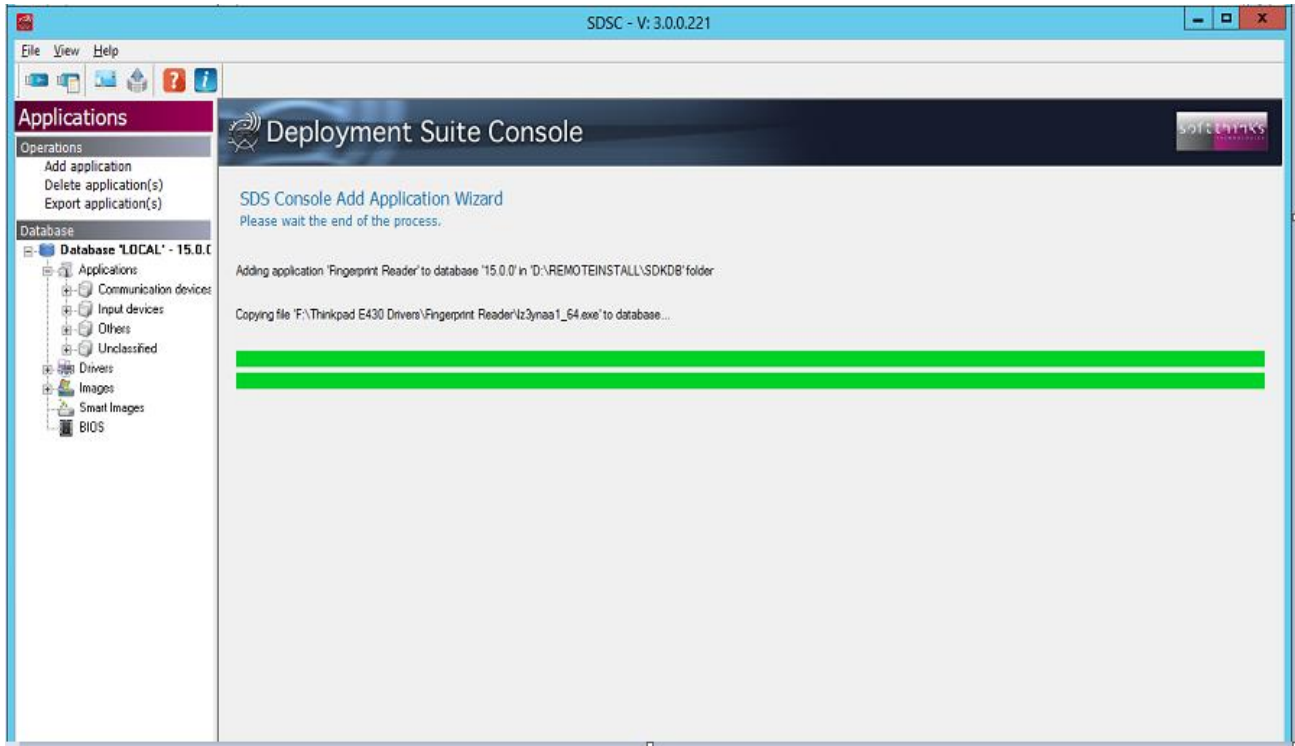 SDSC - V: 3.0.0.221
X
File View Help
?
i
Applications
Operations
Add application
Delete application(s)
Export application(s)
Database
Database 'LOCAL' - 15.0.0
Applications
Communication devices
Input devices
Others
Unclassified
Drivers
Images
Smart Images
BIOS
Deployment Suite Console
softthinks
SDS Console Add Application Wizard
Please wait the end of the process.
Adding application 'Fingerprint Reader' to database '15.0.0' in 'D:\REMOTEINSTALL\SDKDB' folder
Copying file 'F:\Thinkpad E430 Drivers\Fingerprint Reader\lz3ynaa1_64.exe' to database...